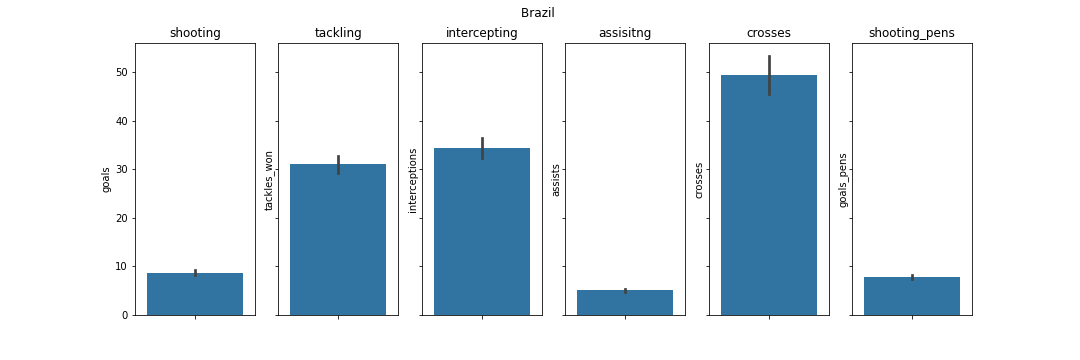 Brazil
shooting
tackling
intercepting
assisitng
crosses
shooting_pens
goals
tackles_won
interceptions
assists
crosses
goals_pens
50
40
30
20
10
0